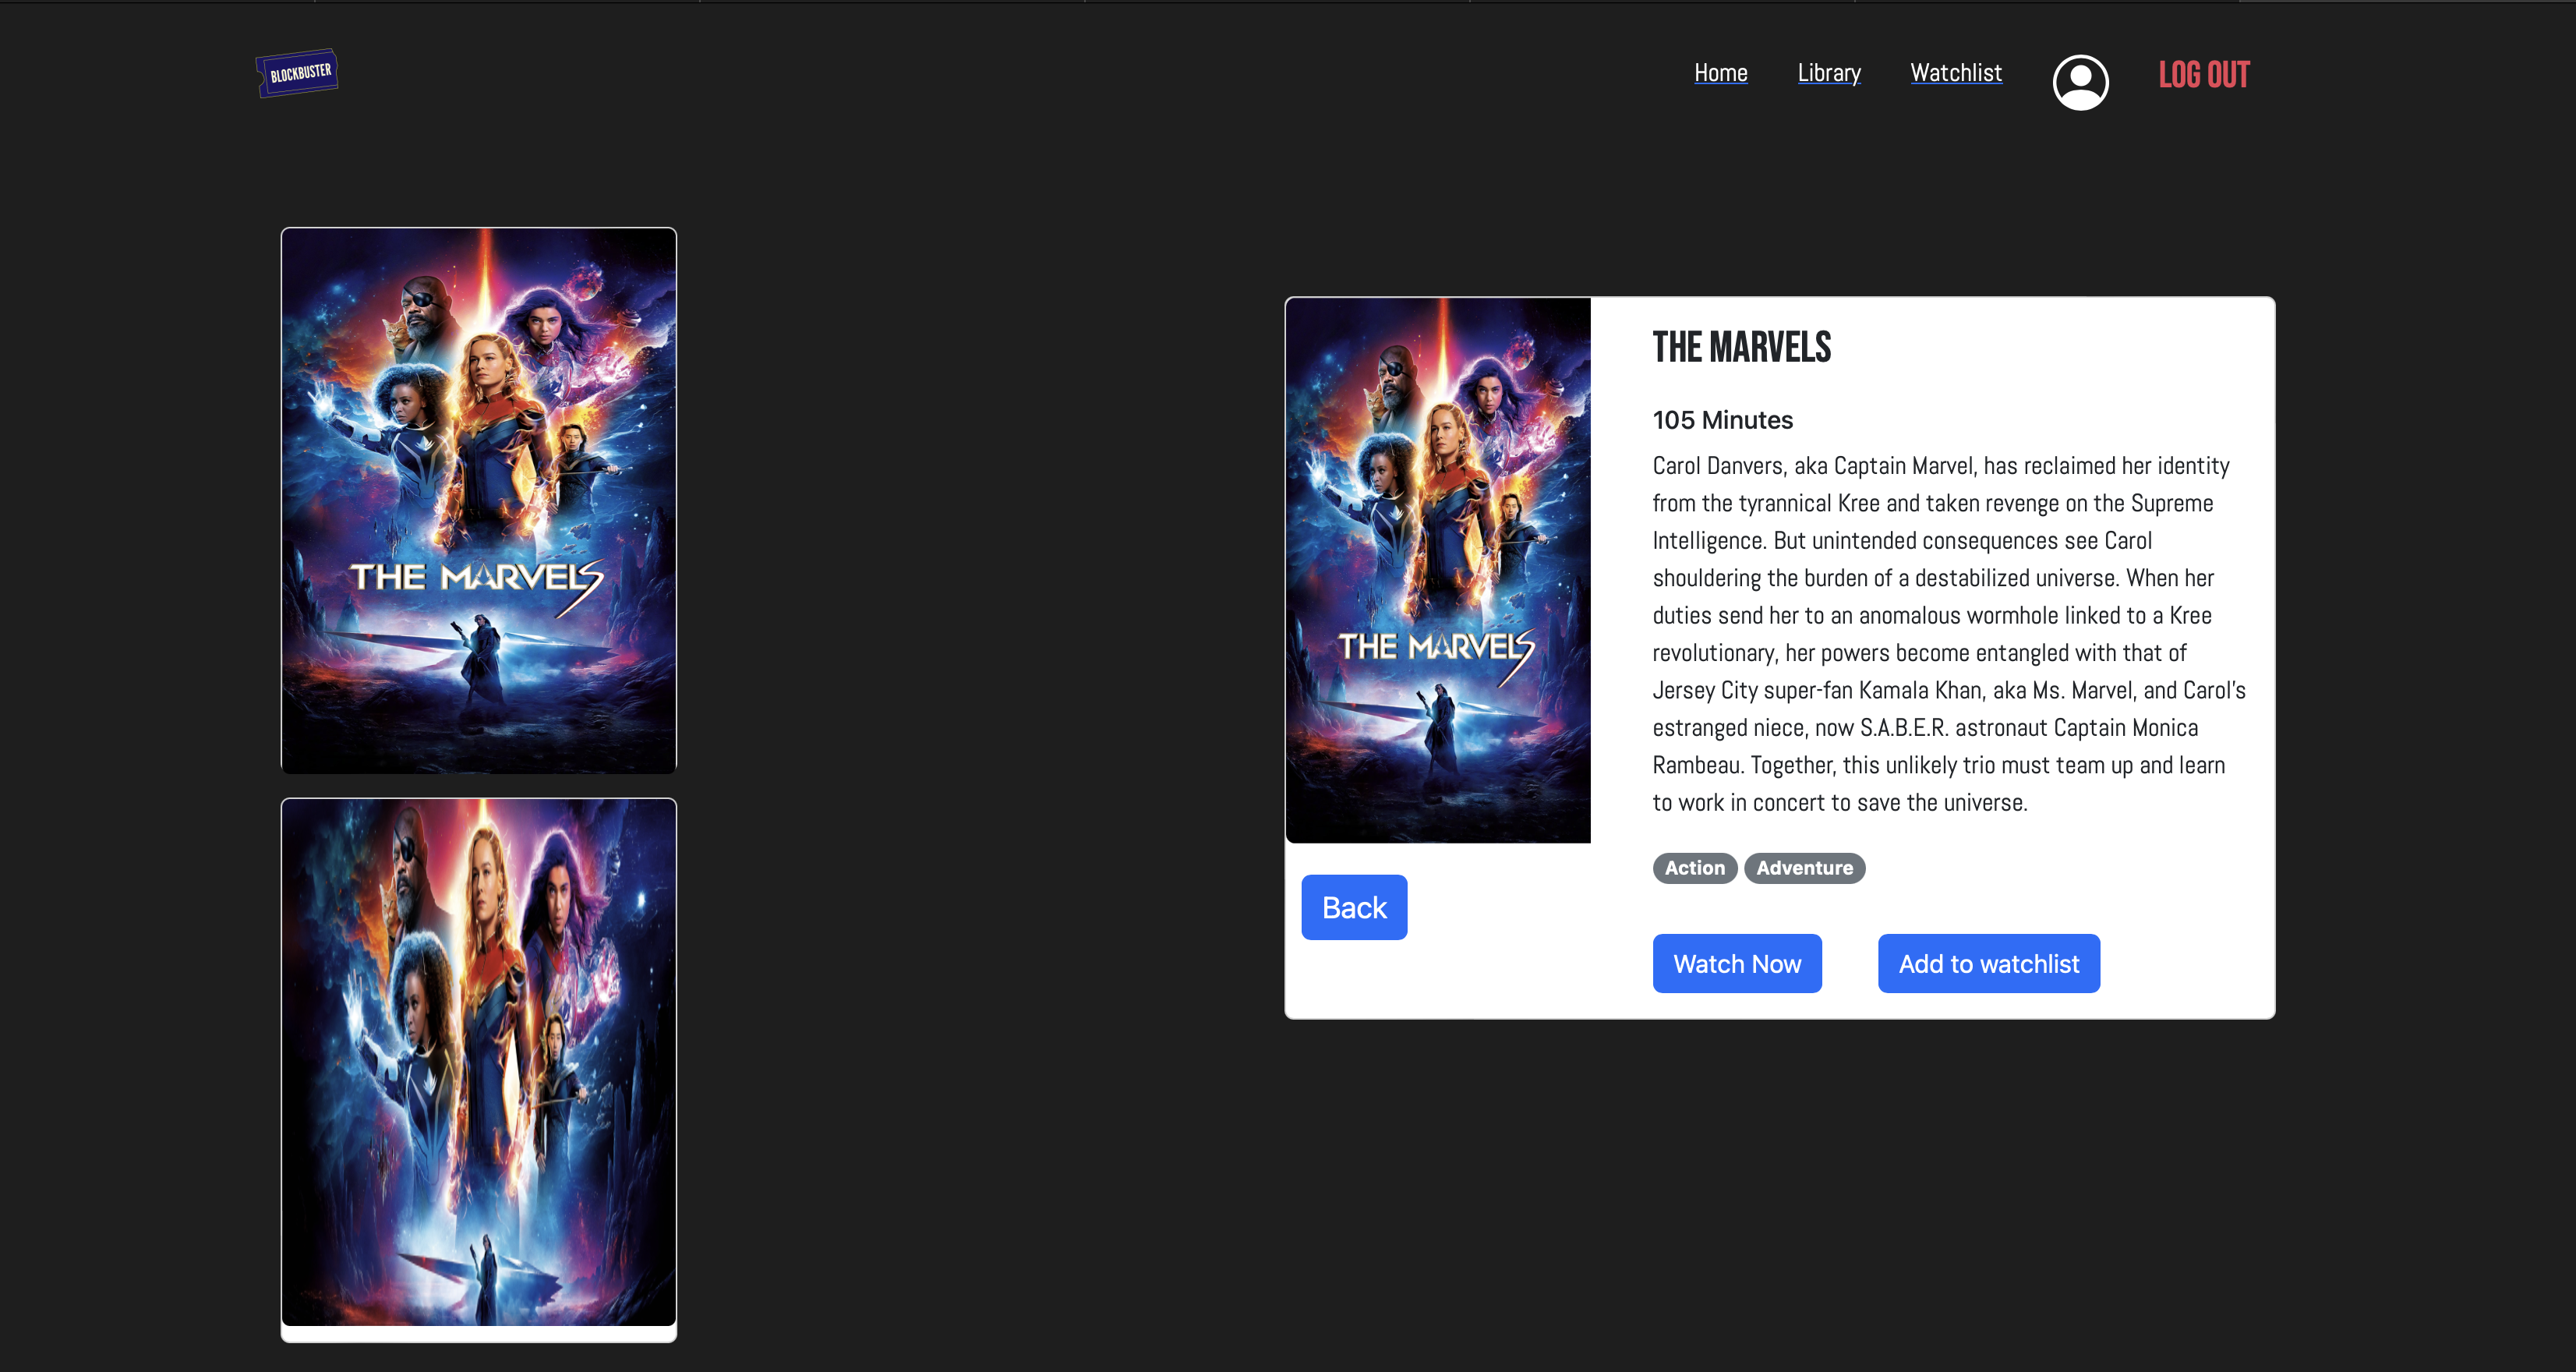 BLOCKBUSTER
Home
Library
Watchlist
LOG OUT
THE MARVELS
THE MARVELS
THE MARVELS
105 Minutes
Carol Danvers, aka Captain Marvel, has reclaimed her identity
from the tyrannical Kree and taken revenge on the Supreme
Intelligence. But unintended consequences see Carol
shouldering the burden of a destabilized universe. When her
duties send her to an anomalous wormhole linked to a Kree
revolutionary, her powers become entangled with that of
Jersey City super-fan Kamala Khan, aka Ms. Marvel, and Carol's
estranged niece, now S.A.B.E.R. astronaut Captain Monica
Rambeau. Together, this unlikely trio must team up and learn
to work in concert to save the universe.
Action
Adventure
Back
Watch Now
Add to watchlist